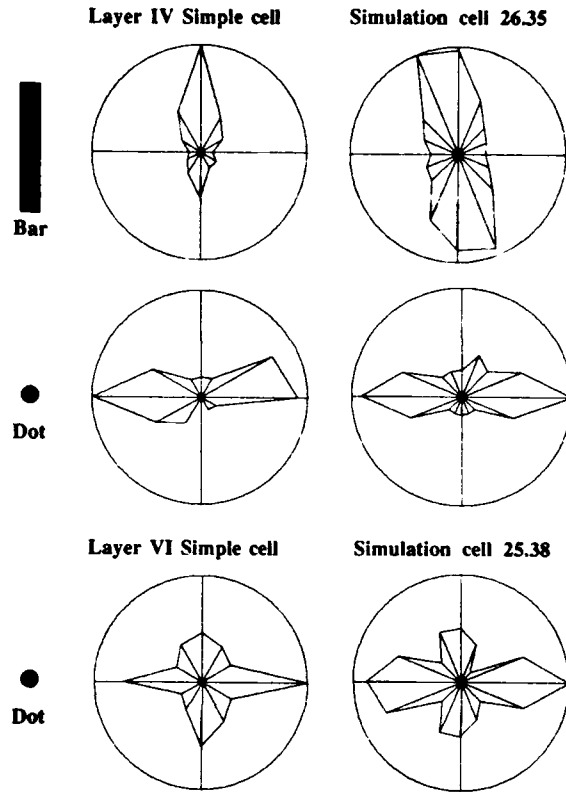 Layer IV Simple cell
Simulation cell 26.35
Bar
Dot
Layer VI Simple cell
Simulation cell 25.38
Dot